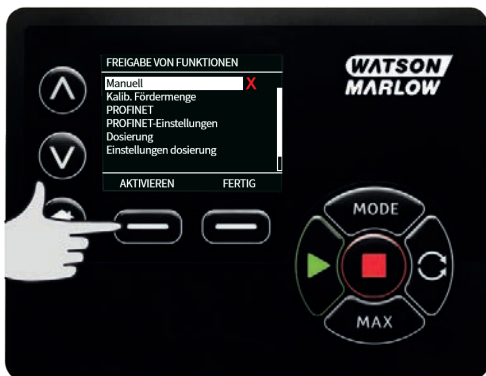 FREIGABE VON FUNKTIONEN
Manuell X
Kalib. Fördermenge
PROFINET
PROFINET-Einstellungen
Dosierung
Einstellungen dosierung
AKTIVIEREN FERTIG
WATSON
MARLOW
MODE
MAX